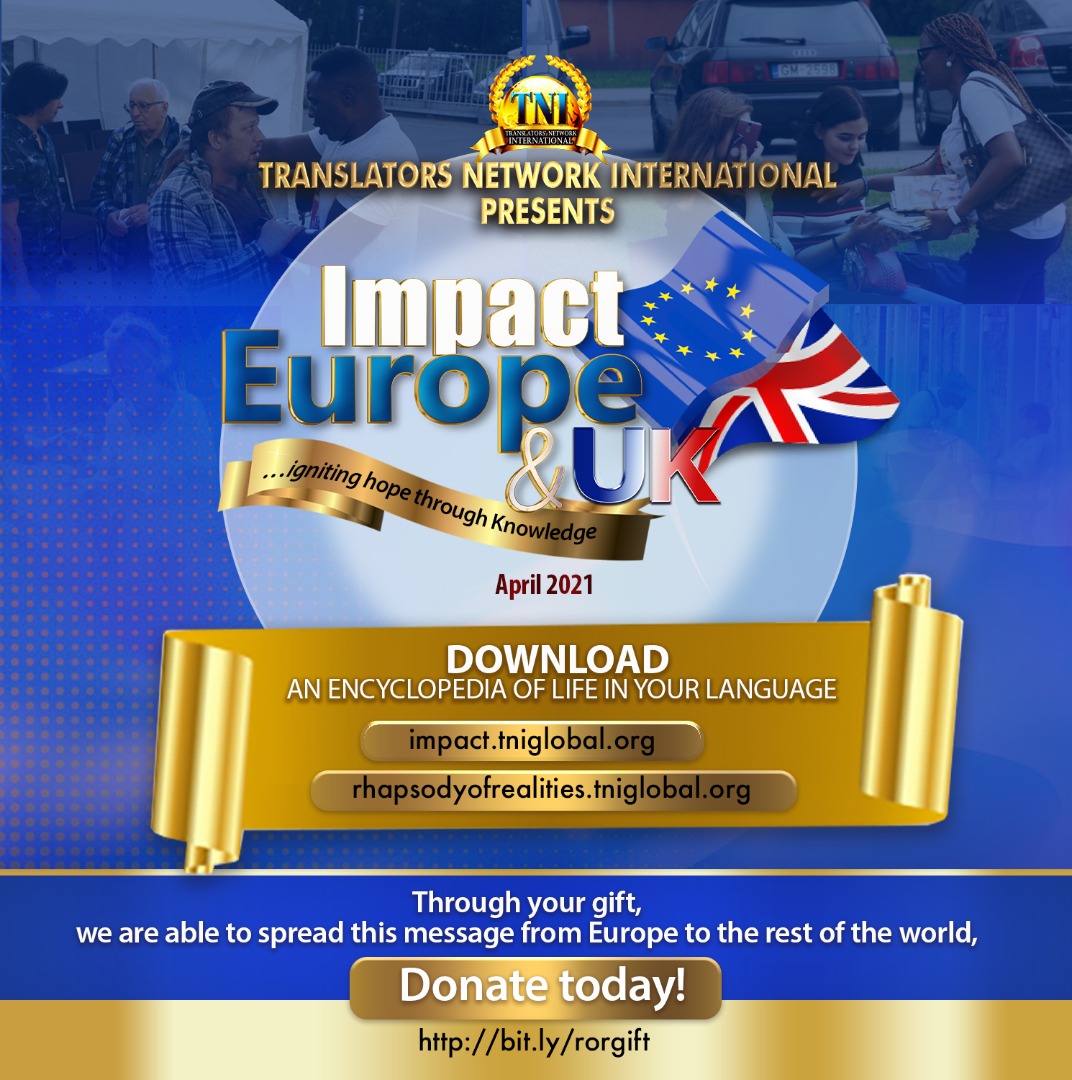 TNI
TRANSLATORS' NETWORK
INTERNATIONAL
TRANSLATORS NETWORK INTERNATIONAL
PRESENTS
GM-2598
Impact
Europe
& UK
...igniting hope through Knowledge
April 2021
DOWNLOAD
AN ENCYCLOPEDIA OF LIFE IN YOUR LANGUAGE
impact.tniglobal.org
rhapsodyofrealities.tniglobal.org
Through your gift,
we are able to spread this message from Europe to the rest of the world,
Donate today!
http://bit.ly/rorgift